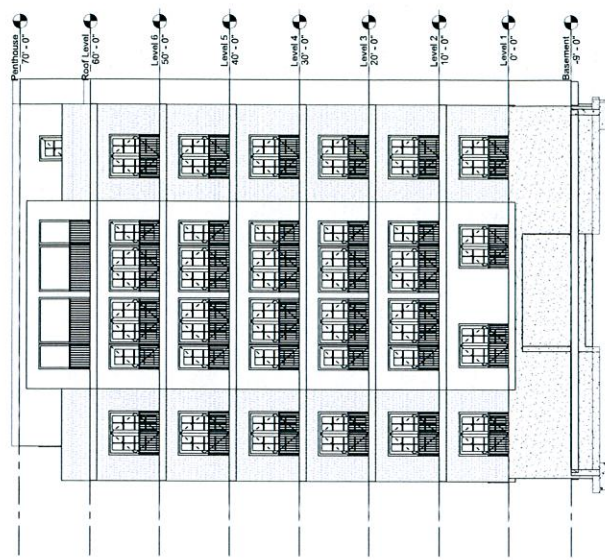 Penthouse
70' - 0"
Roof Level
60' - 0"
Level 6
50' - 0"
Level 5
40' - 0"
Level 4
30' - 0"
Level 3
20' - 0"
Level 2
10' - 0"
Level 1
0' - 0"
Basement
-9' - 0"